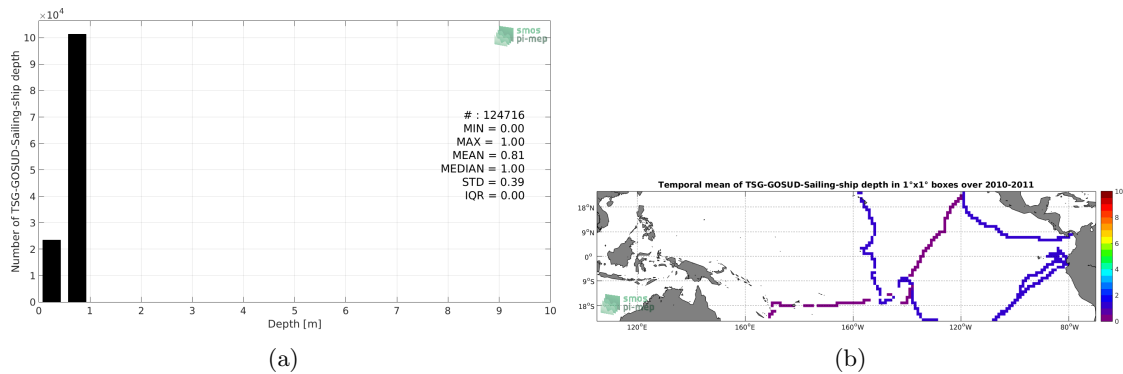 ×10⁴
10
9
8
7
6
5
4
3
2
1
0
Number of TSG-GOSUD-Sailing-ship depth
smos
pi-mep
# : 124716
MIN = 0.00
MAX = 1.00
MEAN = 0.81
MEDIAN = 1.00
STD = 0.39
IQR = 0.00
0 1 2 3 4 5 6 7 8 9 10
Depth [m]
(a)
Temporal mean of TSG-GOSUD-Sailing-ship depth in 1°x1° boxes over 2010-2011
18°N
9°N
0°
9°S
18°S
smos
pi-mep
120°E 160°E 160°W 120°W 80°W
10
8
6
4
2
0
(b)